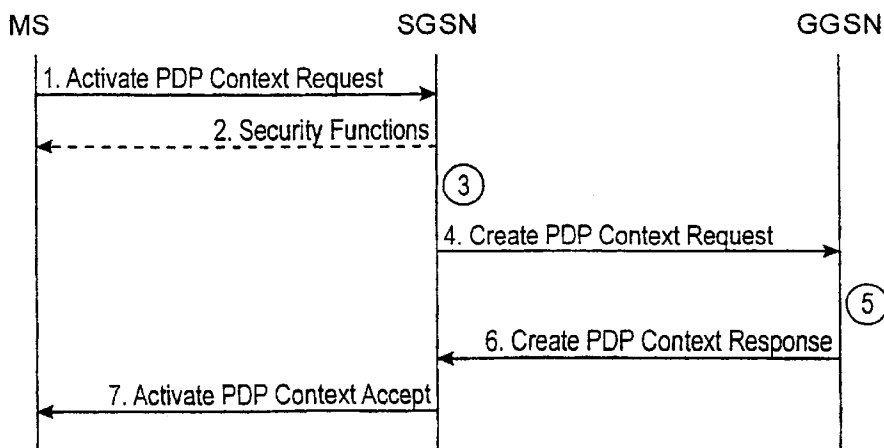 MS SGSN GGSN
1. Activate PDP Context Request
2. Security Functions
3
4. Create PDP Context Request
5
6. Create PDP Context Response
7. Activate PDP Context Accept